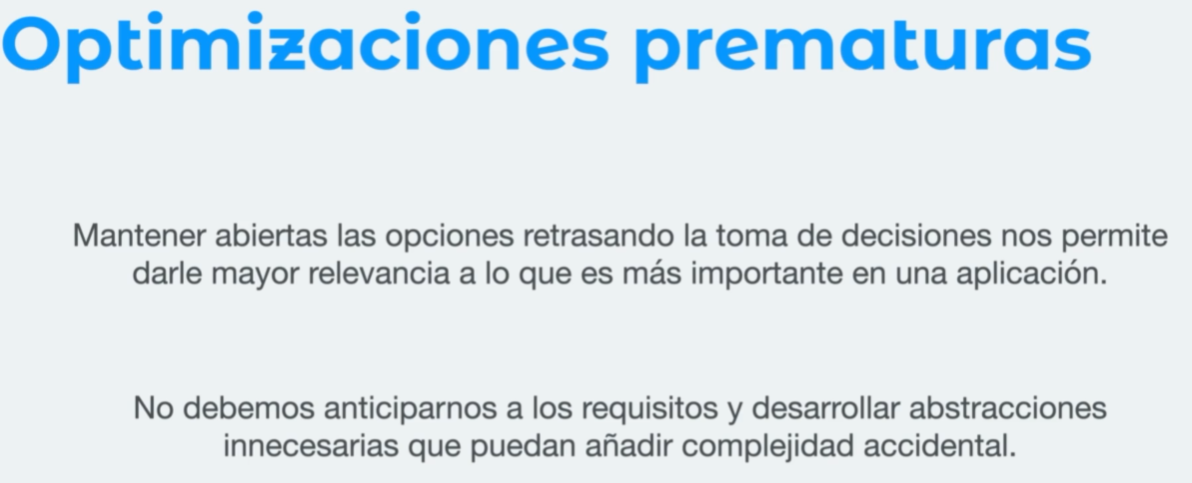 Optimizaciones prematuras
Mantener abiertas las opciones retrasando la toma de decisiones nos permite
darle mayor relevancia a lo que es más importante en una aplicación.
No debemos anticiparnos a los requisitos y desarrollar abstracciones
innecesarias que puedan añadir complejidad accidental.